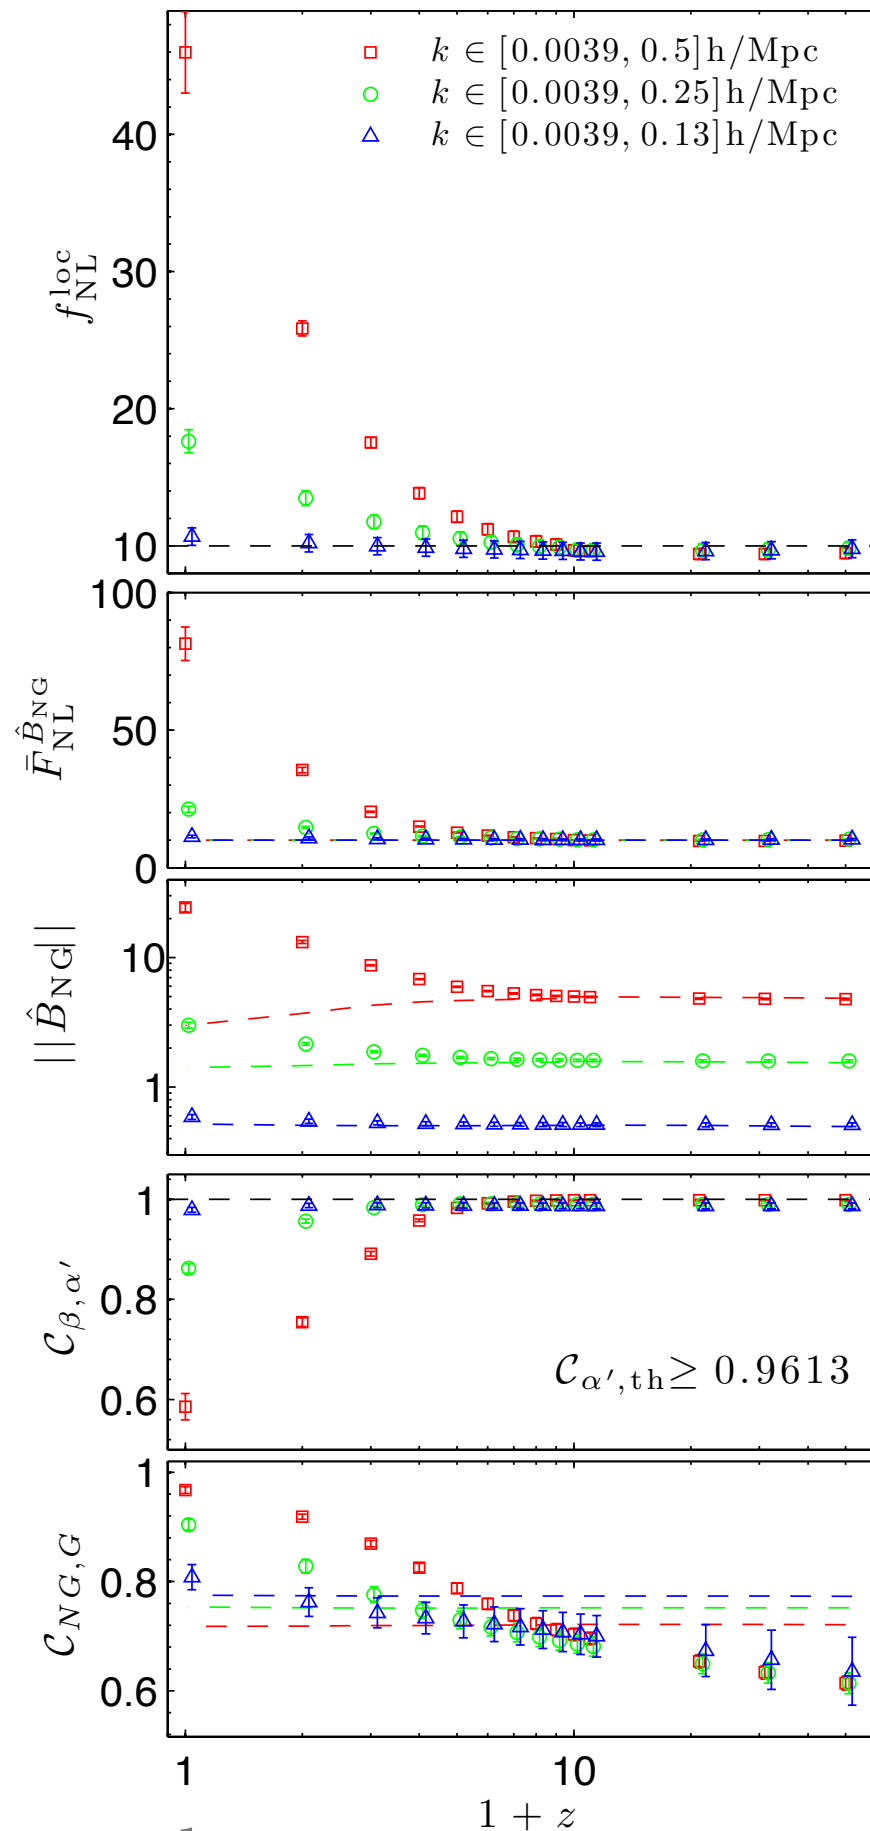 k ∈ [0.0039, 0.5]h/Mpc
k ∈ [0.0039, 0.25]h/Mpc
k ∈ [0.0039, 0.13]h/Mpc
40
30
20
10
f_NL^loc
100
50
0
F̄_NL^B̂_NG
10
1
||B̂_NG||
1
0.8
0.6
C_β,α′
C_α′,th ≥ 0.9613
1
0.8
0.6
C_NG,G
1
10
1 + z